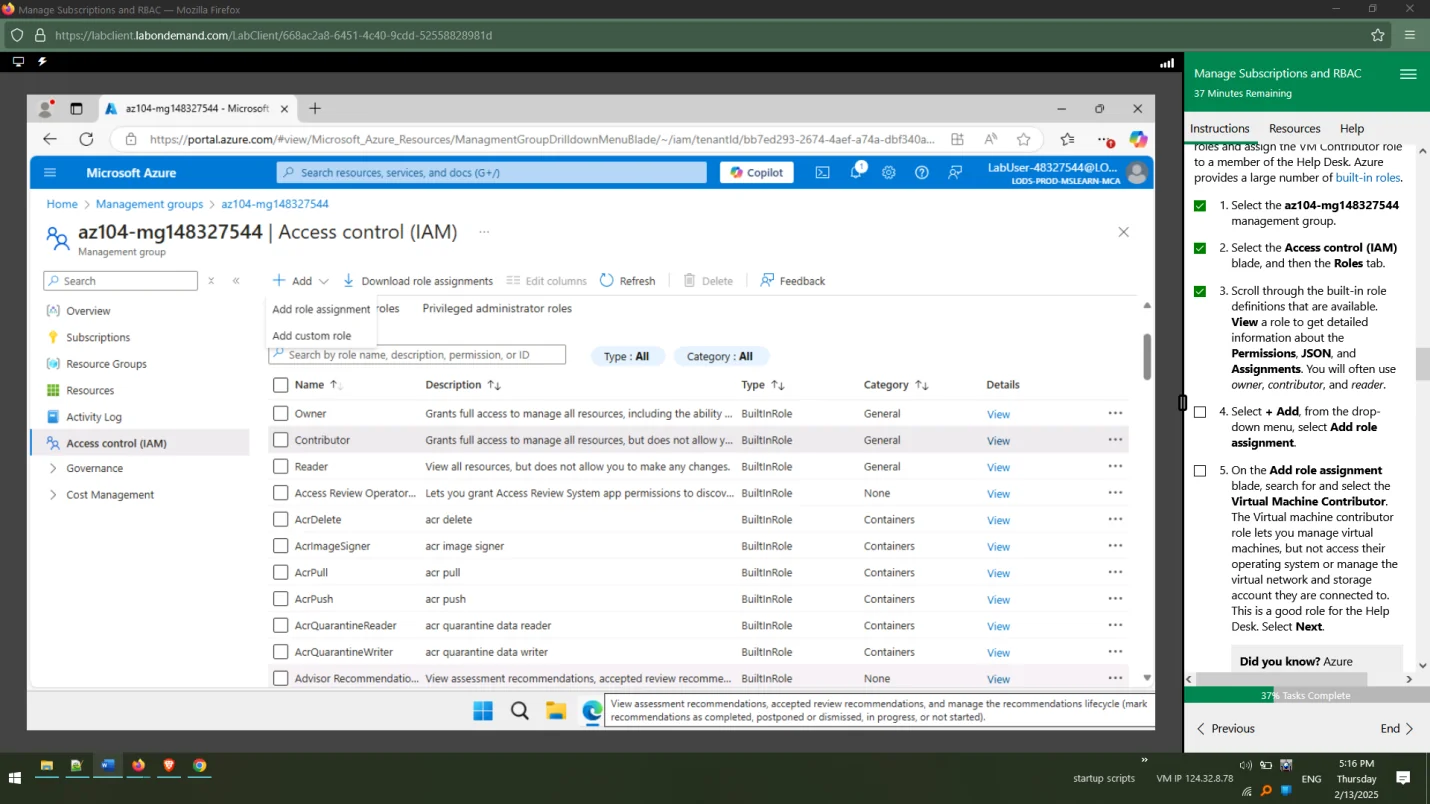 Manage Subscriptions and RBAC — Mozilla Firefox
https://labclient.labondemand.com/LabClient/668ac2a8-6451-4c40-9cdd-52558828981d
az104-mg148327544 - Microsoft
https://portal.azure.com/#view/Microsoft_Azure_Resources/ManagmentGroupDrilldownMenuBlade/~/iam/tenantId/bb7ed293-2674-4aef-a74a-dbf340a...
Microsoft Azure
Search resources, services, and docs (G+/)
Copilot
1
LabUser-48327544@LO...
LODS-PROD-MSLEARN-MCA
Home > Management groups > az104-mg148327544
az104-mg148327544 | Access control (IAM) ...
Management group
Search
Overview
Subscriptions
Resource Groups
Resources
Activity Log
Access control (IAM)
Governance
Cost Management
Add
Download role assignments
Edit columns
Refresh
Delete
Feedback
Add role assignment
Add custom role
roles
Privileged administrator roles
Search by role name, description, permission, or ID
Type : All
Category : All
Name Description Type Category Details
Owner Grants full access to manage all resources, including the ability ... BuiltInRole General View ...
Contributor Grants full access to manage all resources, but does not allow y... BuiltInRole General View ...
Reader View all resources, but does not allow you to make any changes. BuiltInRole General View ...
Access Review Operator... Lets you grant Access Review System app permissions to discov... BuiltInRole None View ...
AcrDelete acr delete BuiltInRole Containers View ...
AcrImageSigner acr image signer BuiltInRole Containers View ...
AcrPull acr pull BuiltInRole Containers View ...
AcrPush acr push BuiltInRole Containers View ...
AcrQuarantineReader acr quarantine data reader BuiltInRole Containers View ...
AcrQuarantineWriter acr quarantine data writer BuiltInRole Containers View ...
Advisor Recommendatio... View assessment recommendations, accepted review recomme... BuiltInRole None View ...
View assessment recommendations, accepted review recommendations, and manage the recommendations lifecycle (mark
recommendations as completed, postponed or dismissed, in progress, or not started).
Manage Subscriptions and RBAC
37 Minutes Remaining
Instructions Resources Help
roles and assign the VM Contributor role
to a member of the Help Desk. Azure
provides a large number of built-in roles.
1. Select the az104-mg148327544
management group.
2. Select the Access control (IAM)
blade, and then the Roles tab.
3. Scroll through the built-in role
definitions that are available.
View a role to get detailed
information about the
Permissions, JSON, and
Assignments. You will often use
owner, contributor, and reader.
4. Select + Add, from the drop-
down menu, select Add role
assignment.
5. On the Add role assignment
blade, search for and select the
Virtual Machine Contributor.
The Virtual machine contributor
role lets you manage virtual
machines, but not access their
operating system or manage the
virtual network and storage
account they are connected to.
This is a good role for the Help
Desk. Select Next.
Did you know? Azure
37% Tasks Complete
Previous
End
startup scripts
VM IP 124.32.8.78
ENG
5:16 PM
Thursday
2/13/2025